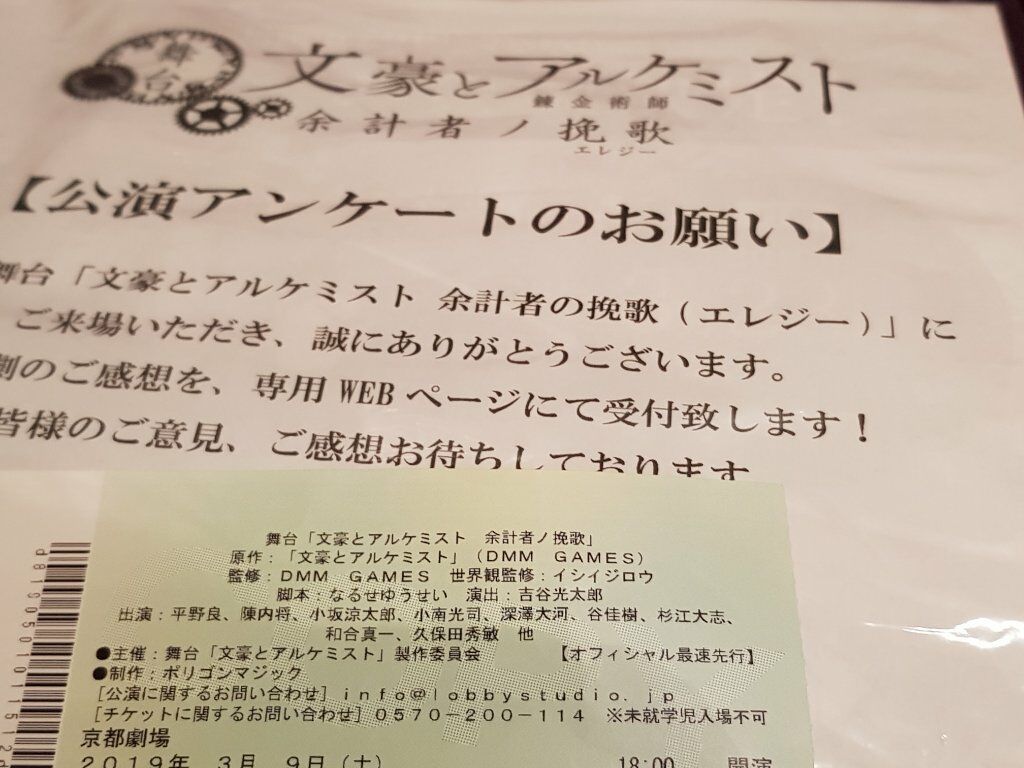 舞台
文豪とアルケミスト
錬金術師
余計者ノ挽歌
エレジー
【公演アンケートのお願い】
舞台「文豪とアルケミスト 余計者の挽歌(エレジー)」に
ご来場いただき、誠にありがとうございます。
劇のご感想を、専用WEBページにて受付致します!
皆様のご意見、ご感想お待ちしております
舞台「文豪とアルケミスト 余計者ノ挽歌」
原作:「文豪とアルケミスト」(DMM GAMES)
監修:DMM GAMES 世界観監修:イシイジロウ
脚本:なるせゆうせい 演出:吉谷光太郎
出演:平野良、陳内将、小坂涼太郎、小南光司、深澤大河、谷佳樹、杉江大志、
和合真一、久保田秀敏 他
●主催:舞台「文豪とアルケミスト」製作委員会 【オフィシャル最速先行】
●制作:ポリゴンマジック
[公演に関するお問い合わせ]info@lobbystudio.jp
[チケットに関するお問い合わせ]0570-200-114 ※未就学児入場不可
京都劇場
2019年 3月 9日(土) 18:00 開演